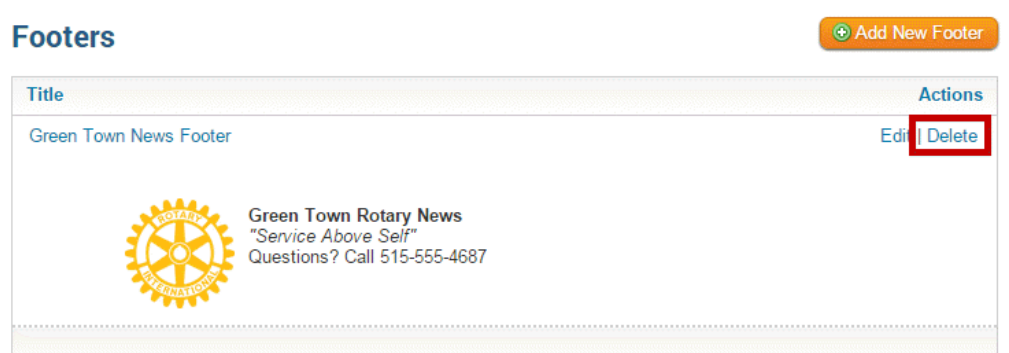 Footers
Add New Footer
Title Actions
Green Town News Footer Edit | Delete
ROTARY
INTERNATIONAL
Green Town Rotary News
"Service Above Self"
Questions? Call 515-555-4687